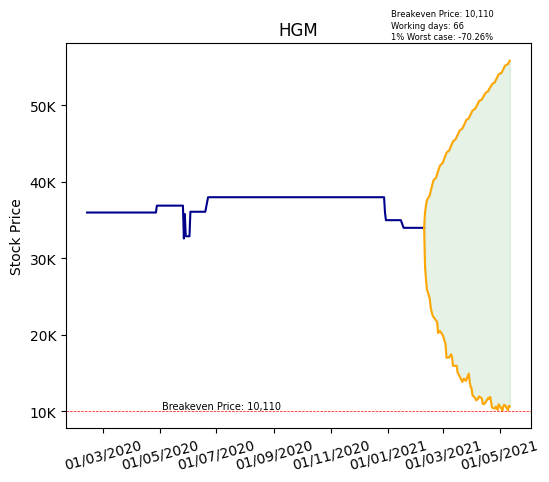 Breakeven Price: 10,110
Working days: 66
1% Worst case: -70.26%
HGM
Stock Price
50K
40K
30K
20K
10K
Breakeven Price: 10,110
01/03/2020
01/05/2020
01/07/2020
01/09/2020
01/11/2020
01/01/2021
01/03/2021
01/05/2021